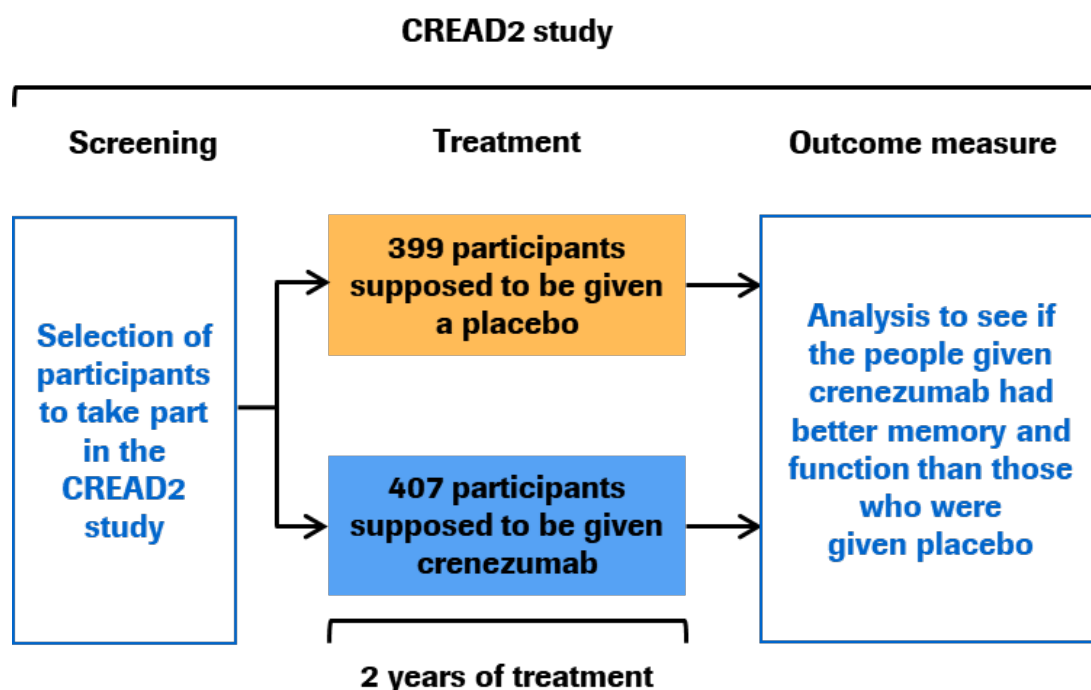 CREAD2 study
Screening
Treatment
Outcome measure
Selection of
participants
to take part
in the
CREAD2
study
399 participants
supposed to be given
a placebo
407 participants
supposed to be given
crenezumab
Analysis to see if
the people given
crenezumab had
better memory and
function than those
who were
given placebo
2 years of treatment